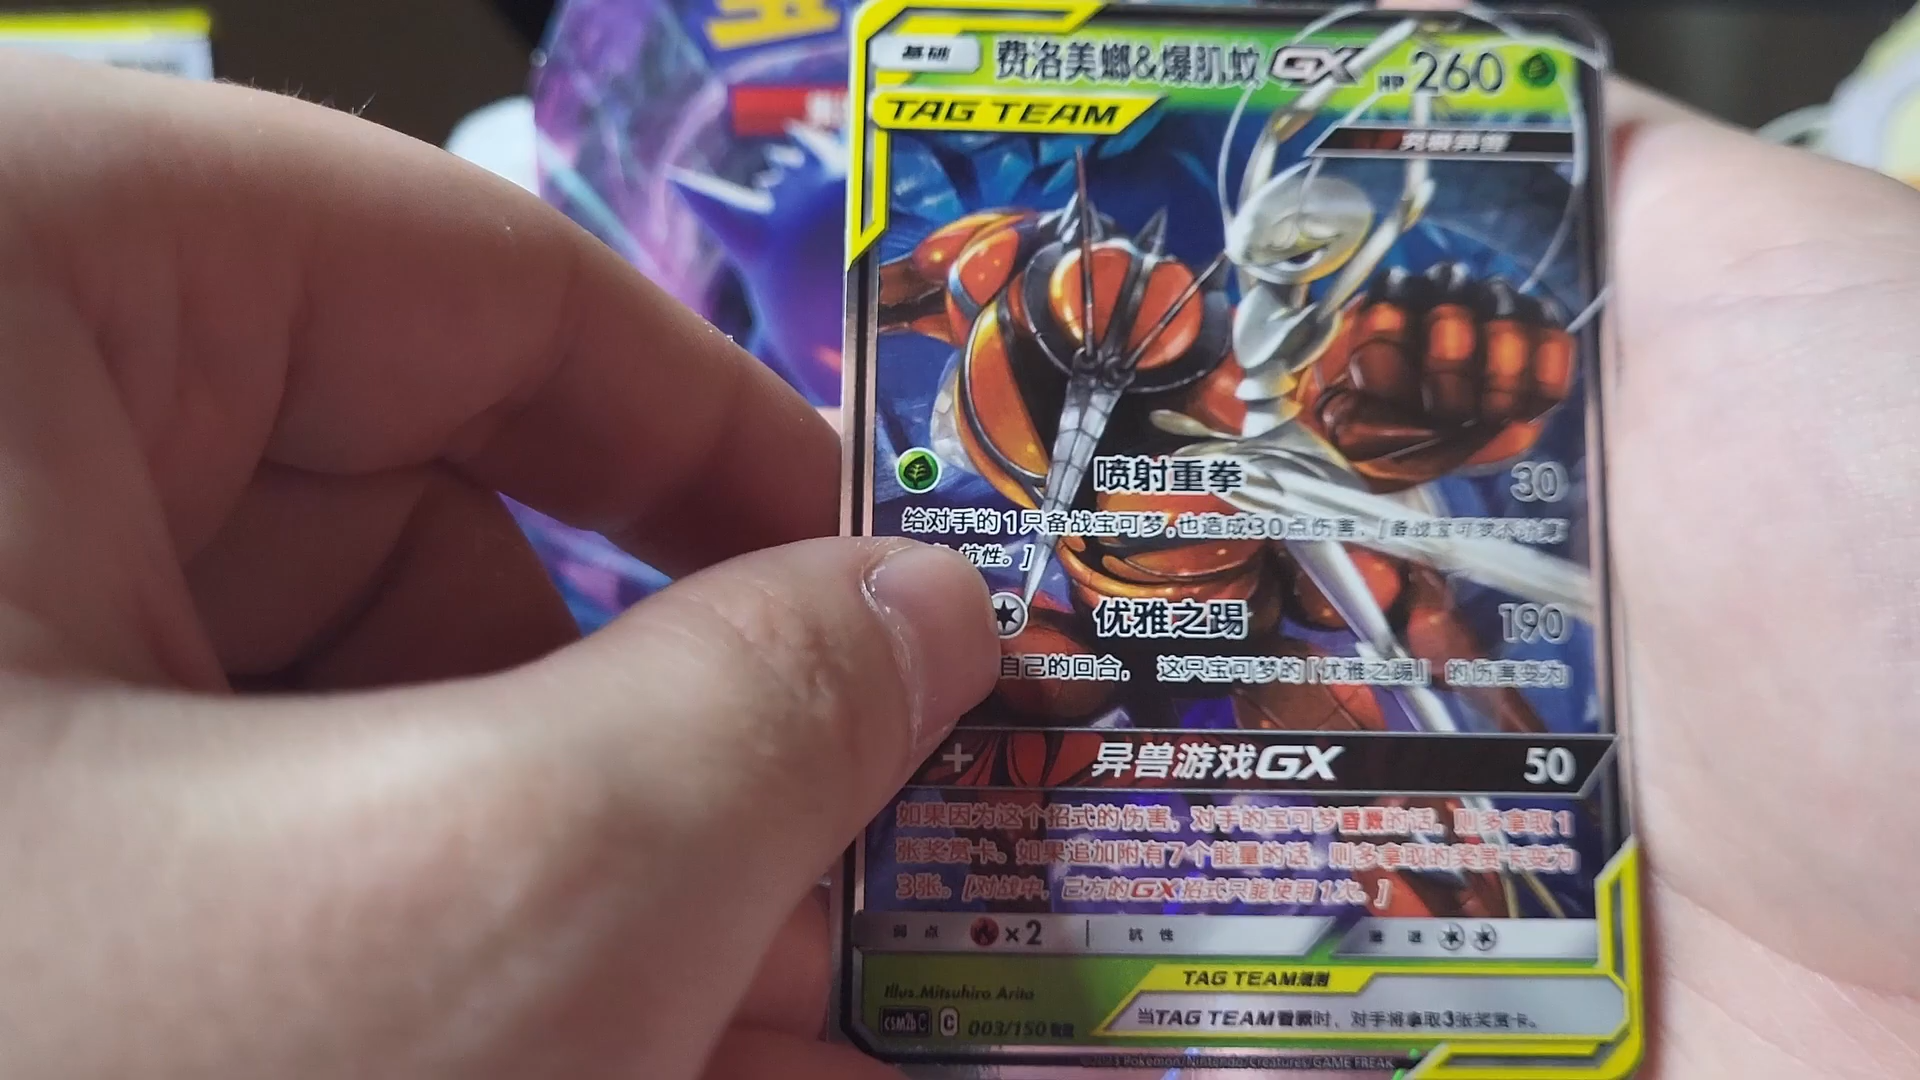 基础 费洛美螂&爆肌蚊 GX HP 260
TAG TEAM
究极异兽
喷射重拳 30
给对手的1只备战宝可梦,也造成30点伤害。[备战宝可梦不计算
抗性。]
优雅之踢 190
自己的回合, 这只宝可梦的「优雅之踢」的伤害变为
+ 异兽游戏GX 50
如果因为这个招式的伤害,对手的宝可梦昏厥的话,则多拿取1
张奖赏卡。如果追加附有7个能量的话,则多拿取的奖赏卡变为
3张。[对战中,己方的GX招式只能使用1次。]
弱点 ×2 抗性 撤退
TAG TEAM规则
当TAG TEAM昏厥时,对手将拿取3张奖赏卡。
Illus.Mitsuhiro Arita
CSM2bC C 003/150 RR
©2023 Pokémon/Nintendo/Creatures/GAME FREAK